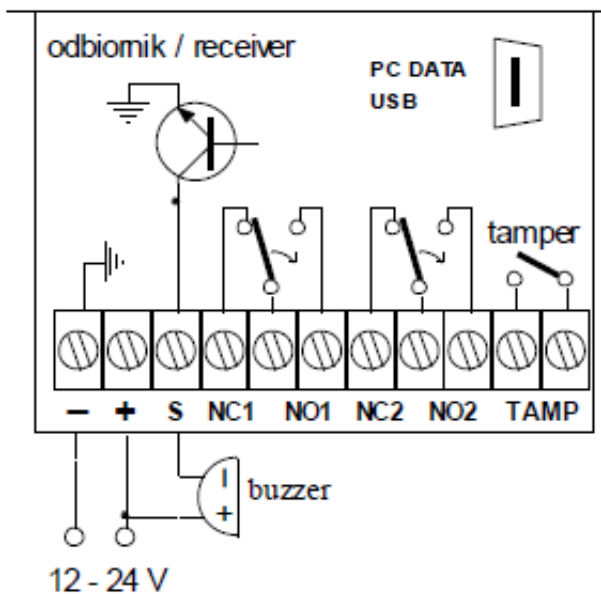 odbiornik / receiver
PC DATA
USB
tamper
− + S NC1 NO1 NC2 NO2 TAMP
− 
buzzer
+
12 - 24 V